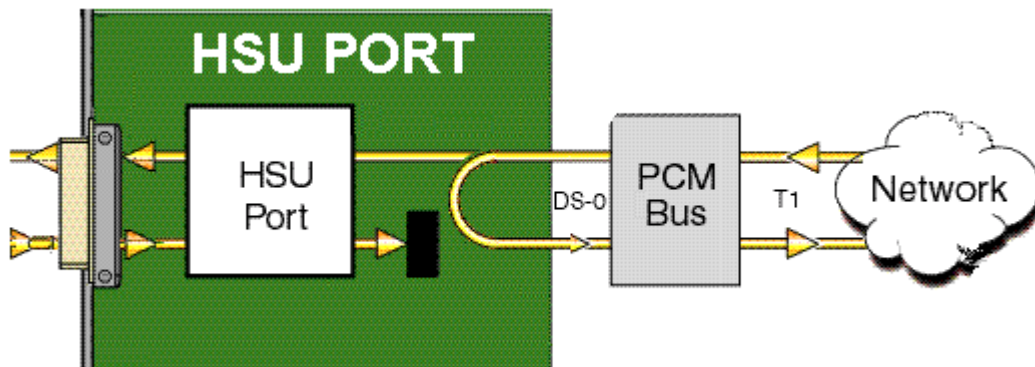 HSU PORT
HSU
Port
DS-0
PCM
Bus
T1
Network